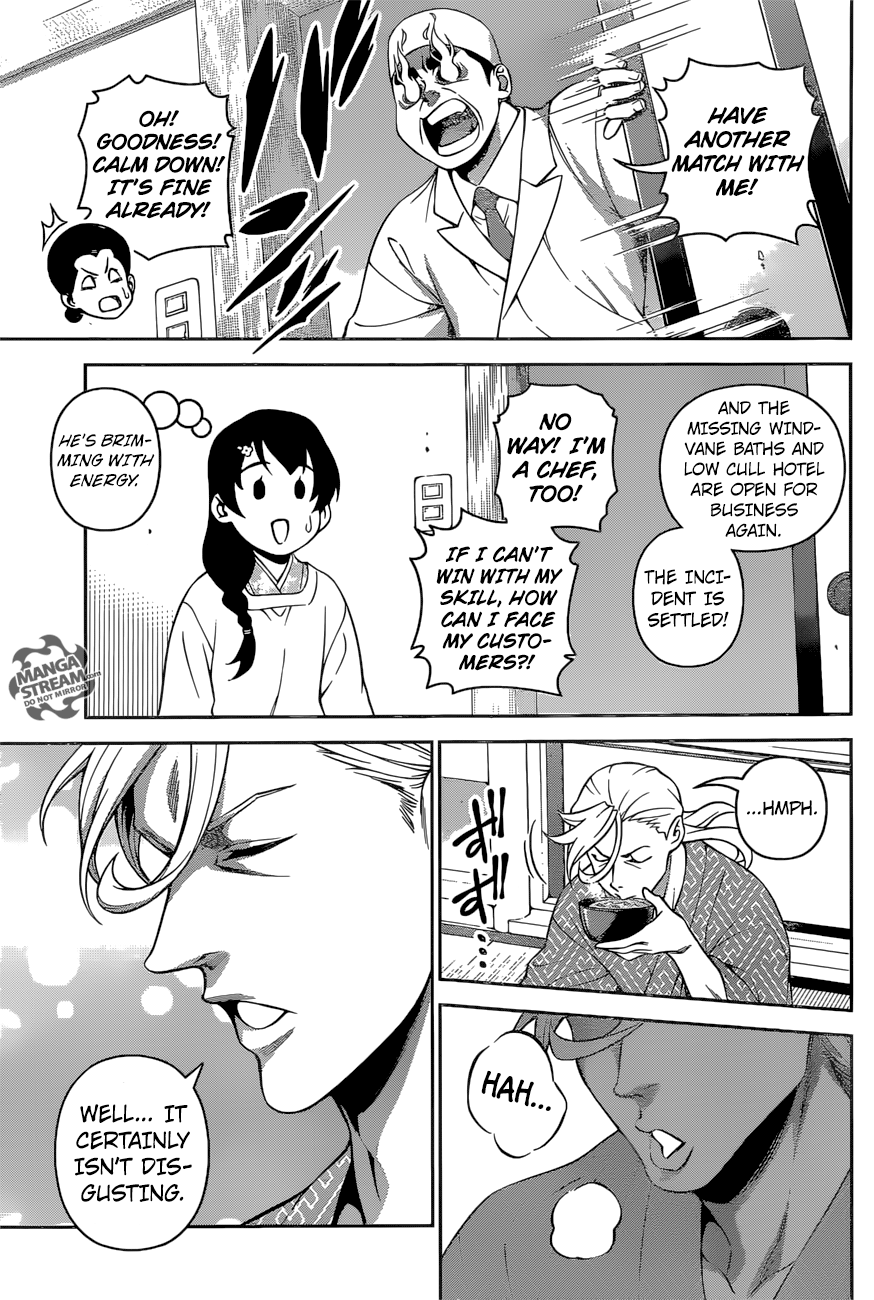 HAVE
ANOTHER
MATCH WITH
ME!
OH!
GOODNESS!
CALM DOWN!
IT'S FINE
ALREADY!
AND THE
MISSING WIND-
VANE BATHS AND
LOW CULL HOTEL
ARE OPEN FOR
BUSINESS
AGAIN.
THE INCI-
DENT IS
SETTLED!
NO
WAY! I'M
A CHEF,
TOO!
IF I CAN'T
WIN WITH MY
SKILL, HOW
CAN I FACE
MY CUSTO-
MERS?!
HE'S BRIM-
MING WITH
ENERGY.
MANGA
STREAM.com
DO NOT MIRROR!
...HMPH.
ずずず...
HAH...
WELL... IT
CERTAINLY
ISN'T DIS-
GUSTING.